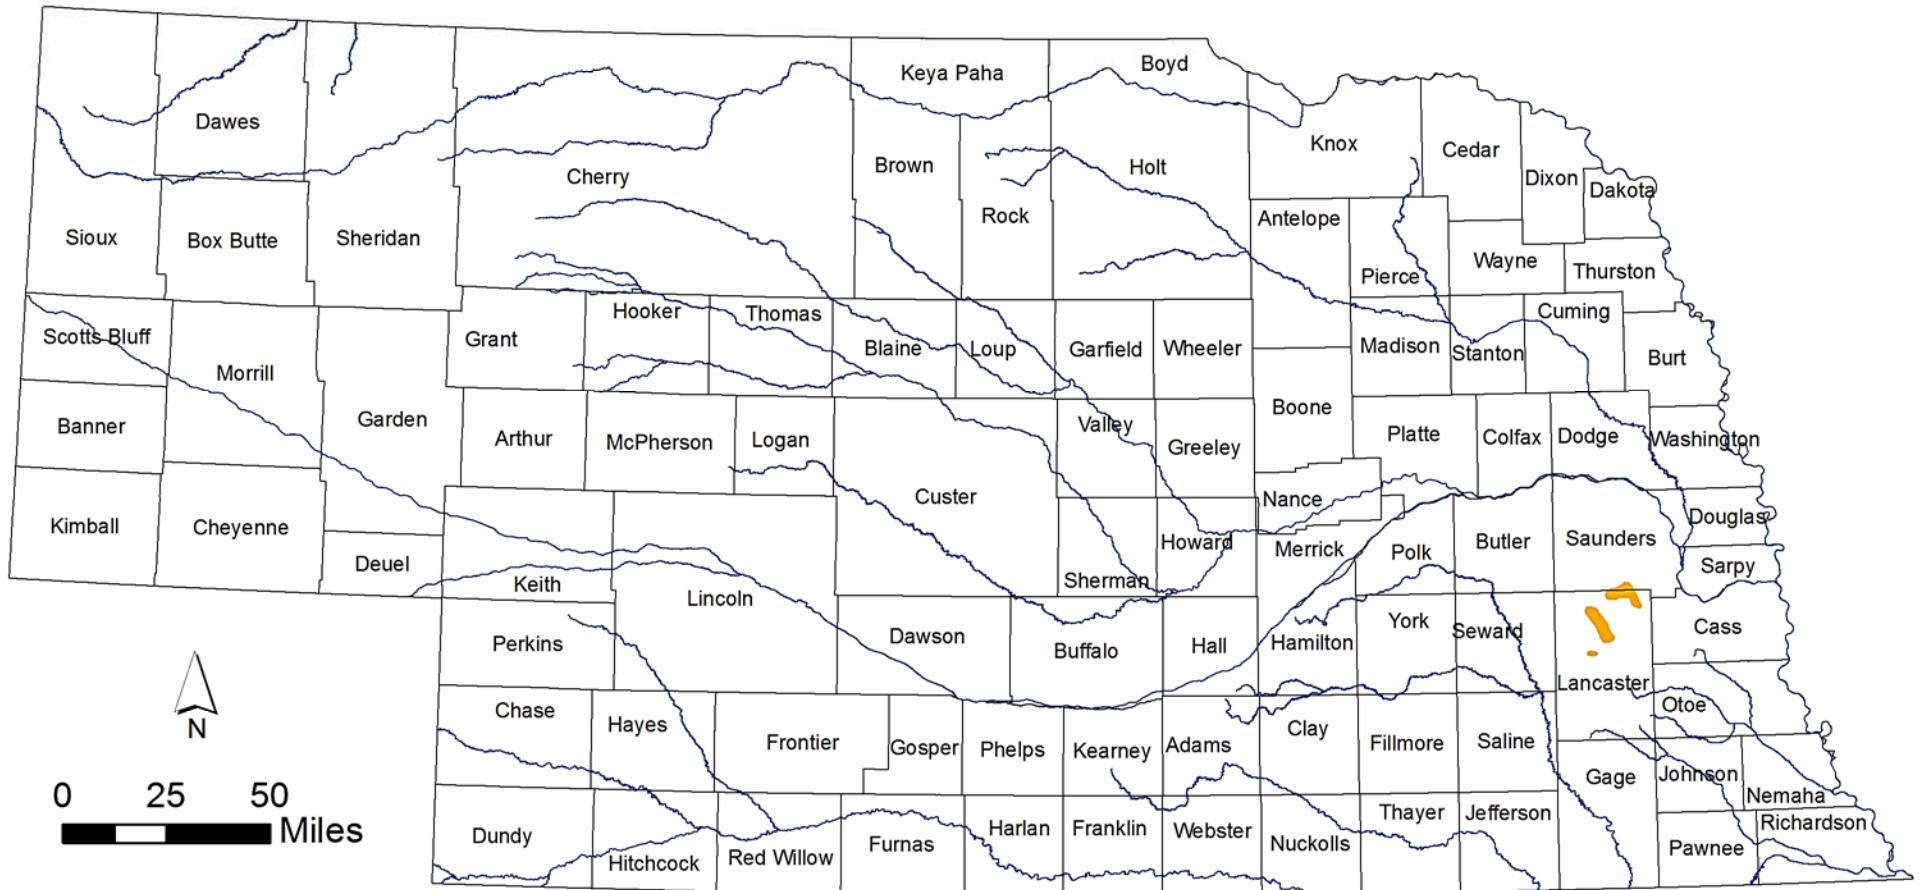 Keya Paha
Boyd
Dawes
Knox
Cedar
Cherry
Brown
Holt
Dixon
Dakota
Rock
Antelope
Sioux
Box Butte
Sheridan
Pierce
Wayne
Thurston
Scotts Bluff
Grant
Hooker
Thomas
Cuming
Morrill
Blaine
Loup
Garfield
Wheeler
Madison
Stanton
Burt
Banner
Garden
Arthur
McPherson
Logan
Valley
Greeley
Boone
Platte
Colfax
Dodge
Washington
Custer
Nance
Kimball
Cheyenne
Deuel
Keith
Lincoln
Sherman
Howard
Merrick
Polk
Butler
Saunders
Douglas
Sarpy
Perkins
Dawson
Buffalo
Hall
Hamilton
York
Seward
Cass
Lancaster
Otoe
N
Chase
Hayes
Frontier
Gosper
Phelps
Kearney
Adams
Clay
Fillmore
Saline
Gage
Johnson
Nemaha
0 25 50
Miles
Dundy
Hitchcock
Red Willow
Furnas
Harlan
Franklin
Webster
Nuckolls
Thayer
Jefferson
Pawnee
Richardson